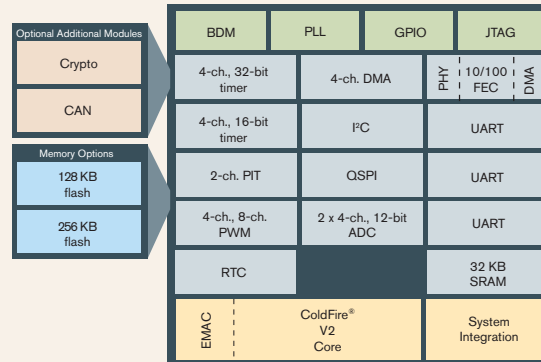 Optional Additional Modules
Crypto
CAN
Memory Options
128 KB
flash
256 KB
flash
BDM
PLL
GPIO
JTAG
4-ch., 32-bit
timer
4-ch. DMA
PHY
10/100
FEC
DMA
4-ch., 16-bit
timer
I²C
UART
2-ch. PIT
QSPI
UART
4-ch., 8-ch.
PWM
2 x 4-ch., 12-bit
ADC
UART
RTC
32 KB
SRAM
EMAC
ColdFire®
V2
Core
System
Integration